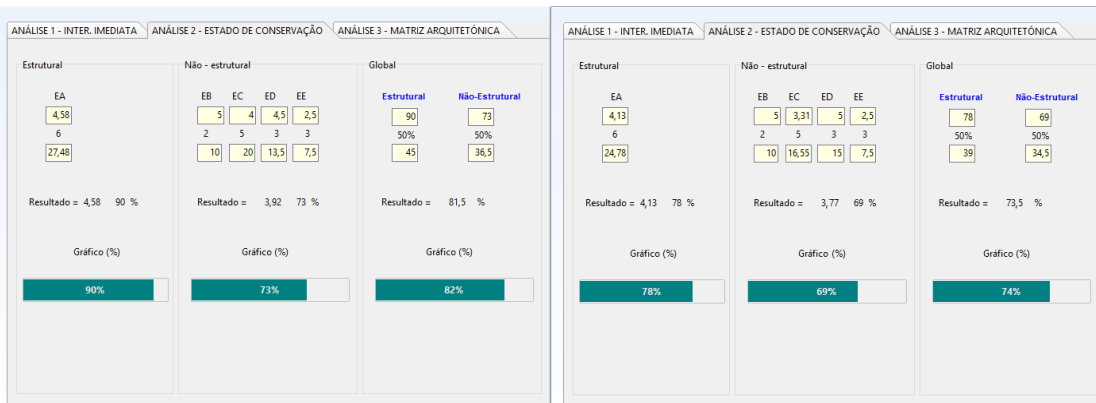 ANÁLISE 1 - INTER. IMEDIATA ANÁLISE 2 - ESTADO DE CONSERVAÇÃO ANÁLISE 3 - MATRIZ ARQUITETÓNICA
Estrutural
EA
4,58
6
27,48
Resultado = 4,58 90 %
Gráfico (%)
90%
Não - estrutural
EB EC ED EE
5 4 4,5 2,5
2 5 3 3
10 20 13,5 7,5
Resultado = 3,92 73 %
Gráfico (%)
73%
Global
Estrutural Não-Estrutural
90 73
50% 50%
45 36,5
Resultado = 81,5 %
Gráfico (%)
82%
ANÁLISE 1 - INTER. IMEDIATA ANÁLISE 2 - ESTADO DE CONSERVAÇÃO ANÁLISE 3 - MATRIZ ARQUITETÓNICA
Estrutural
EA
4,13
6
24,78
Resultado = 4,13 78 %
Gráfico (%)
78%
Não - estrutural
EB EC ED EE
5 3,31 5 2,5
2 5 3 3
10 16,55 15 7,5
Resultado = 3,77 69 %
Gráfico (%)
69%
Global
Estrutural Não-Estrutural
78 69
50% 50%
39 34,5
Resultado = 73,5 %
Gráfico (%)
74%